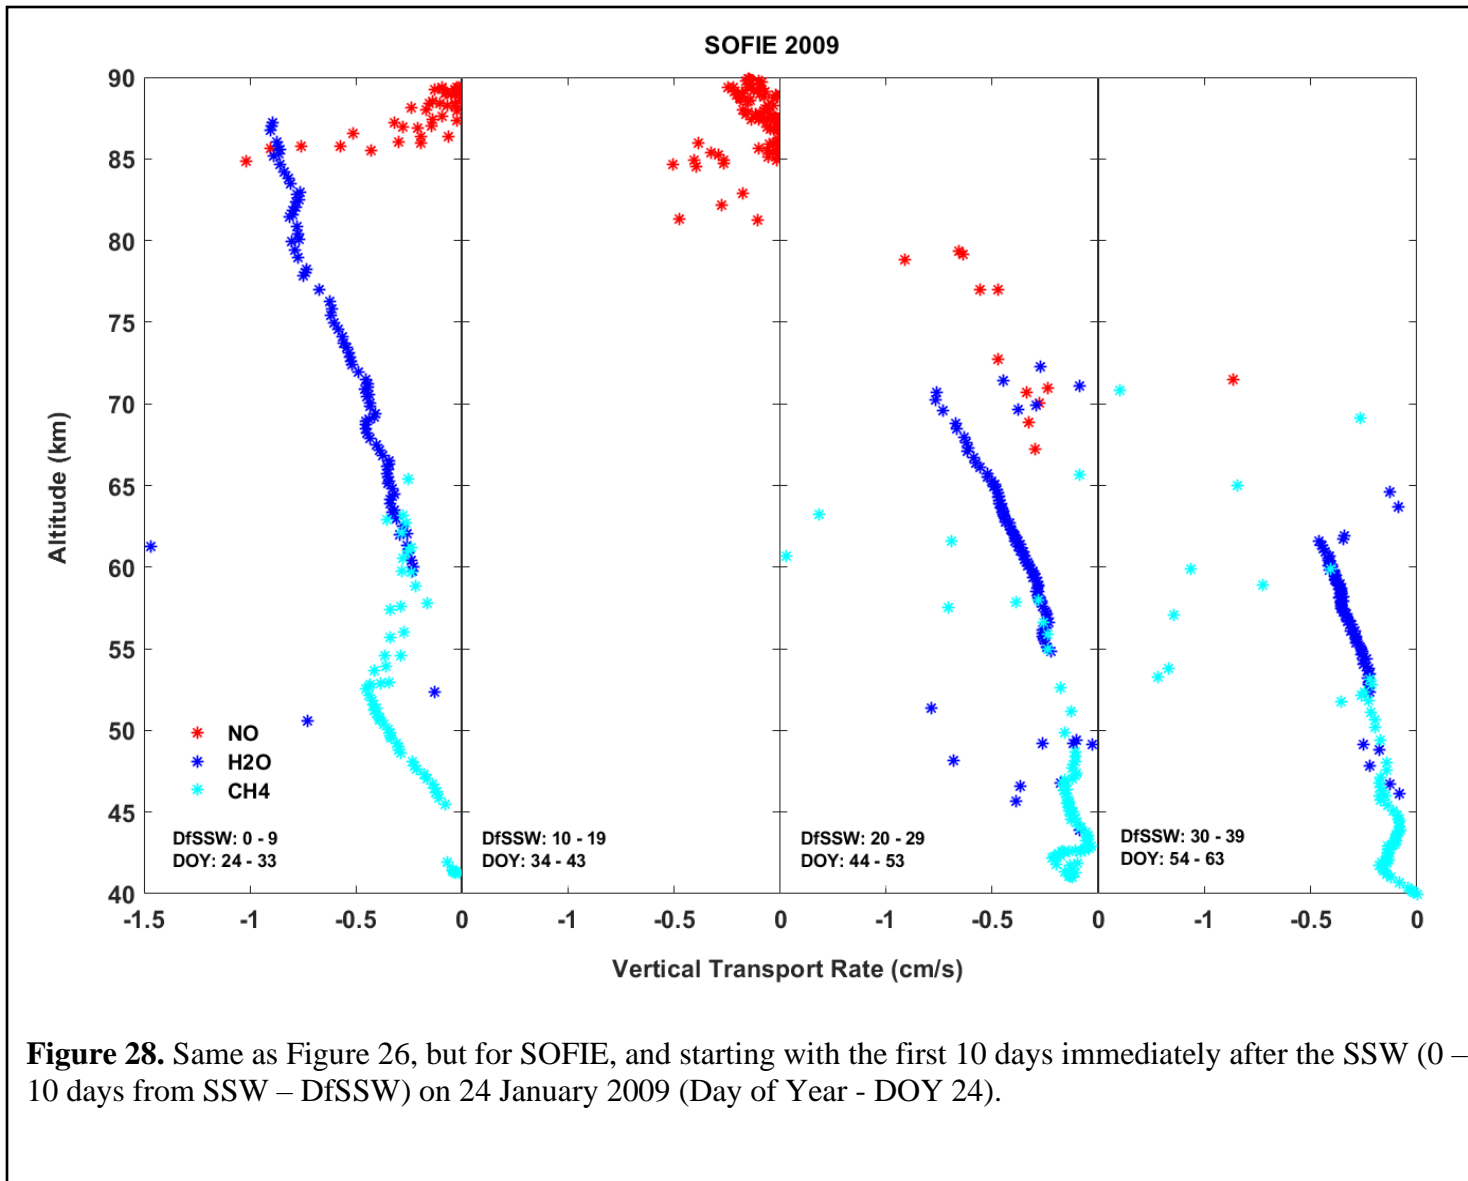 SOFIE 2009
90
85
80
75
70
65
60
55
50
45
40
Altitude (km)
NO
H2O
CH4
DfSSW: 0 - 9
DOY: 24 - 33
DfSSW: 10 - 19
DOY: 34 - 43
DfSSW: 20 - 29
DOY: 44 - 53
DfSSW: 30 - 39
DOY: 54 - 63
-1.5 -1 -0.5 0 -1 -0.5 0 -1 -0.5 0 -1 -0.5 0
Vertical Transport Rate (cm/s)
Figure 28. Same as Figure 26, but for SOFIE, and starting with the first 10 days immediately after the SSW (0 –
10 days from SSW – DfSSW) on 24 January 2009 (Day of Year - DOY 24).